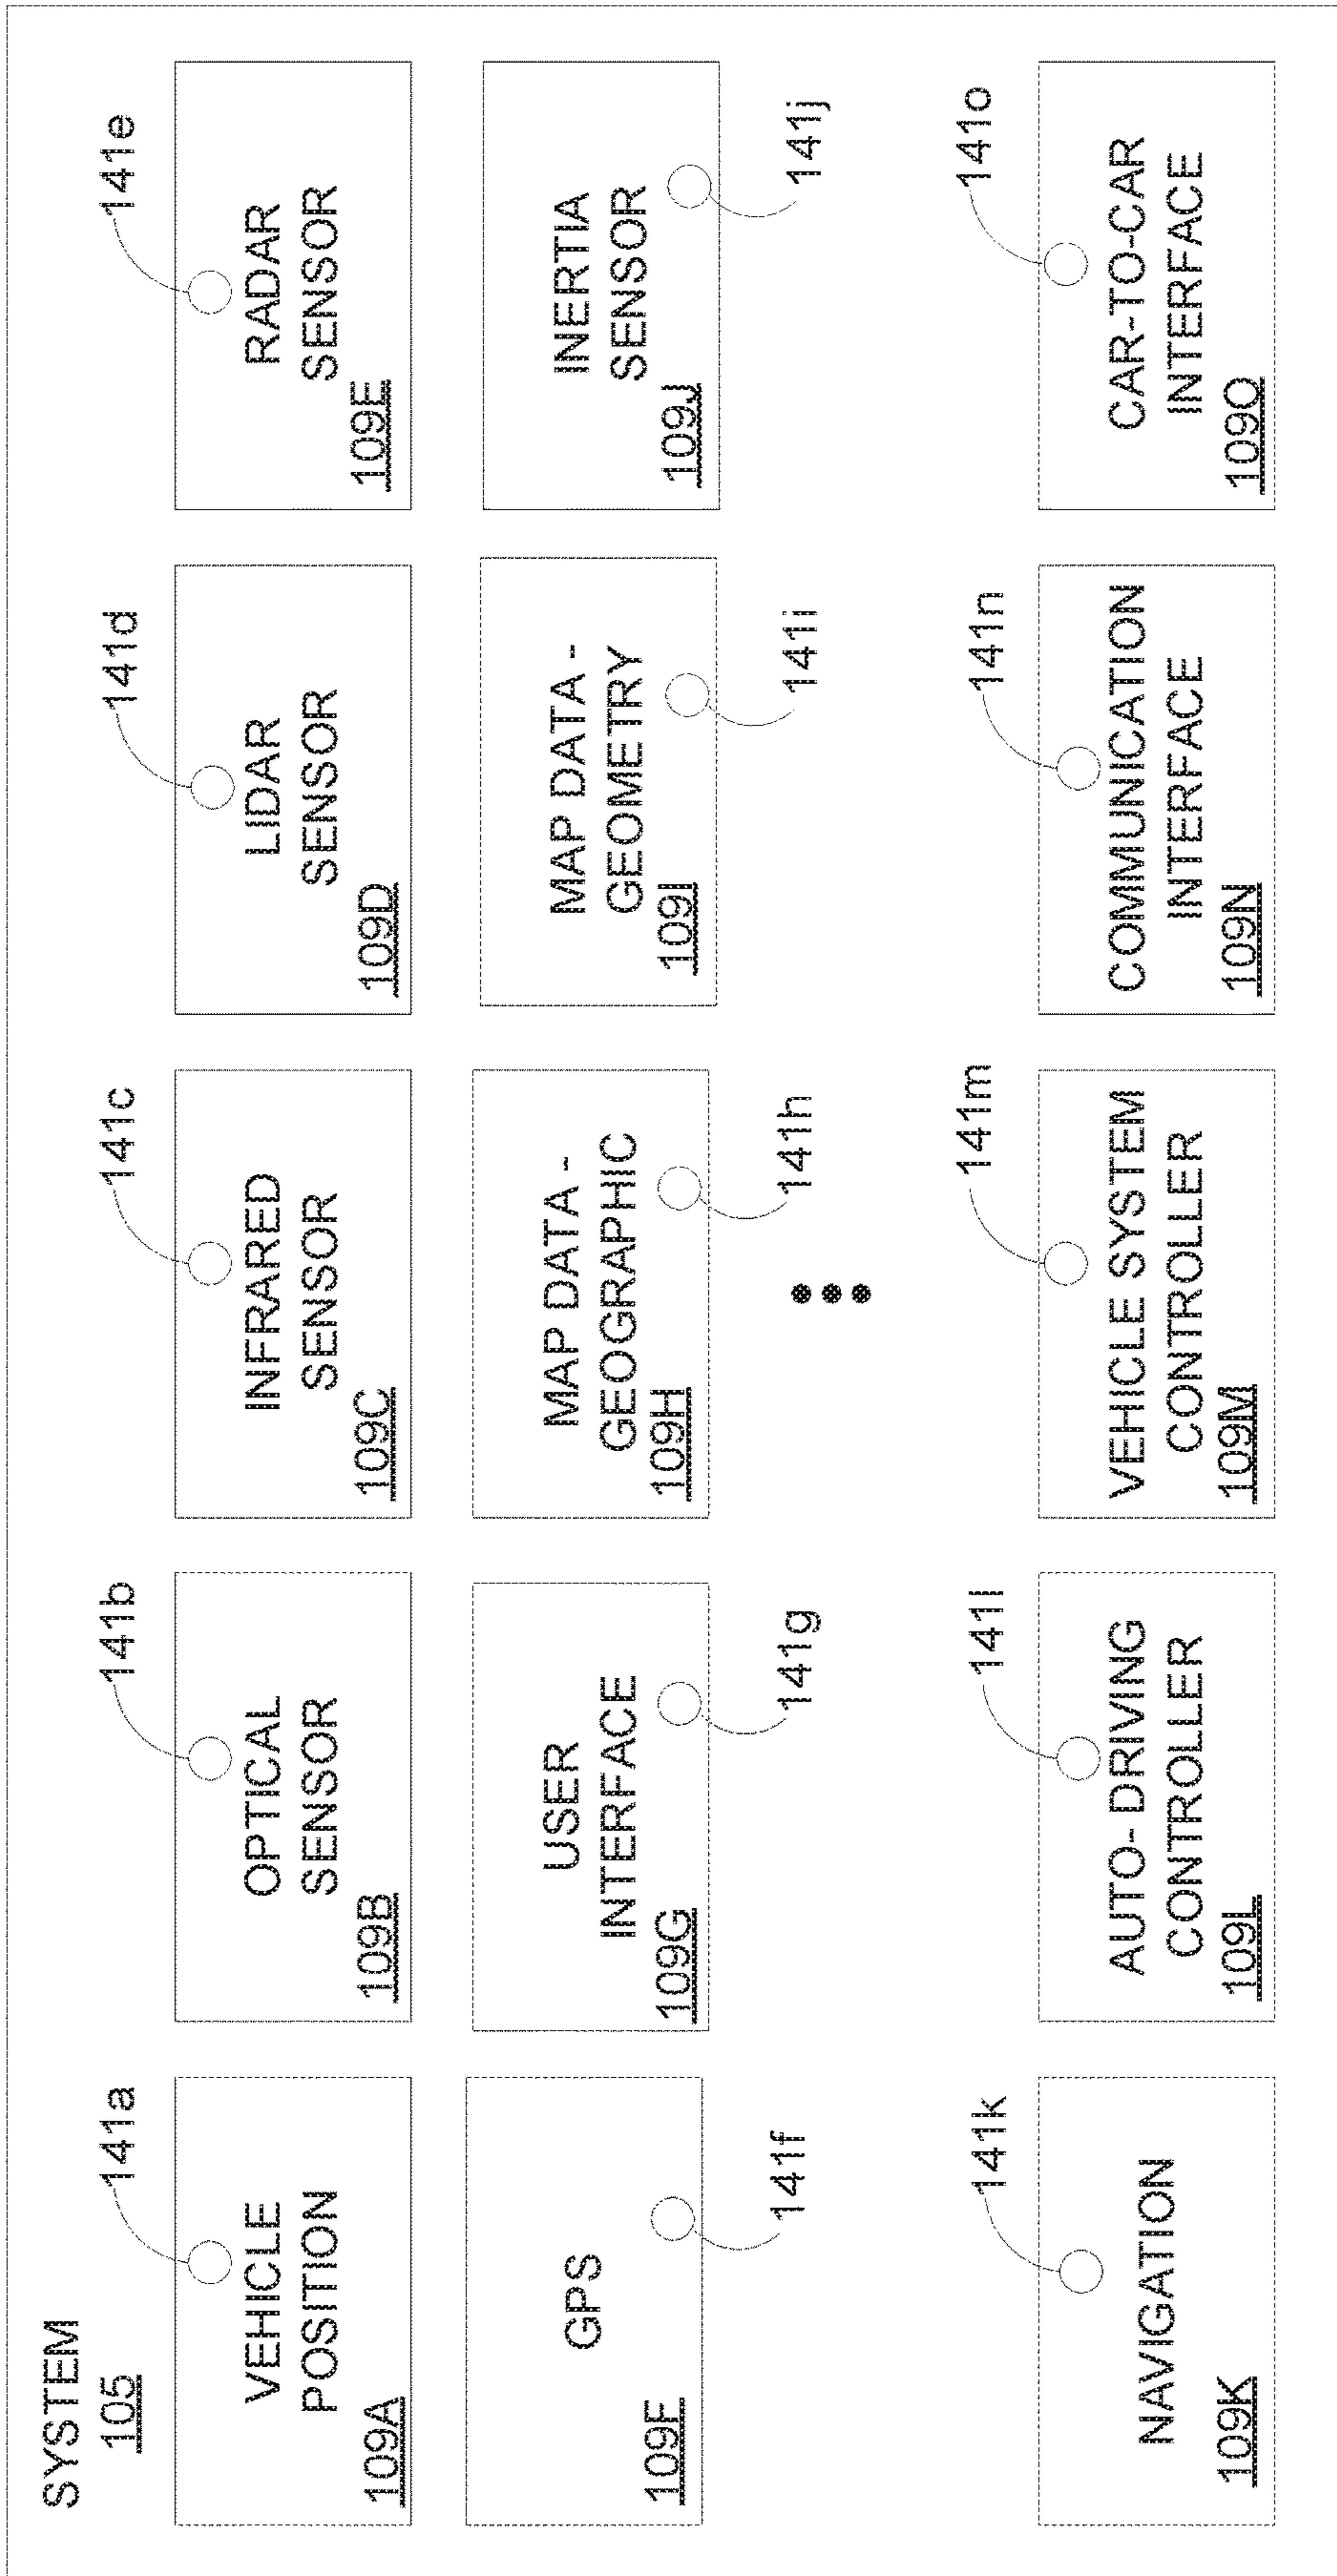 SYSTEM
105
141a
141b
141c
141d
141e
VEHICLE
POSITION
109A
OPTICAL
SENSOR
109B
INFRARED
SENSOR
109C
LIDAR
SENSOR
109D
RADAR
SENSOR
109E
GPS
109F
USER
INTERFACE
109G
MAP DATA -
GEOGRAPHIC
109H
MAP DATA -
GEOMETRY
109I
INERTIA
SENSOR
109J
141f
141g
141h
141i
141j
141k
141l
141m
141n
141o
NAVIGATION
109K
AUTO- DRIVING
CONTROLLER
109L
VEHICLE SYSTEM
CONTROLLER
109M
COMMUNICATION
INTERFACE
109N
CAR-TO-CAR
INTERFACE
109O